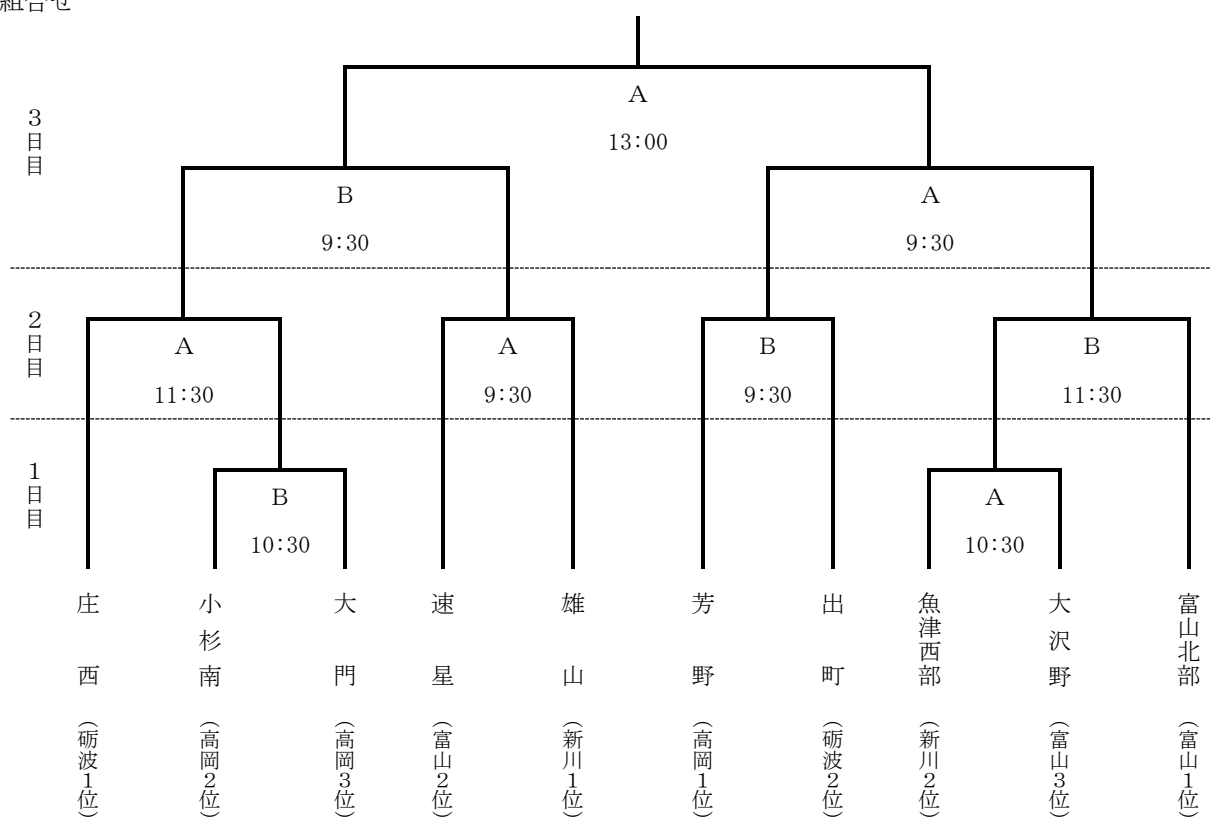 組合せ
3日目
A
13:00
B
9:30
A
9:30
2日目
A
11:30
A
9:30
B
9:30
B
11:30
1日目
B
10:30
A
10:30
庄西（砺波1位）
小杉南（高岡2位）
大門（高岡3位）
速星（富山2位）
雄山（新川1位）
芳野（高岡1位）
出町（砺波2位）
魚津西部（新川2位）
大沢野（富山3位）
富山北部（富山1位）